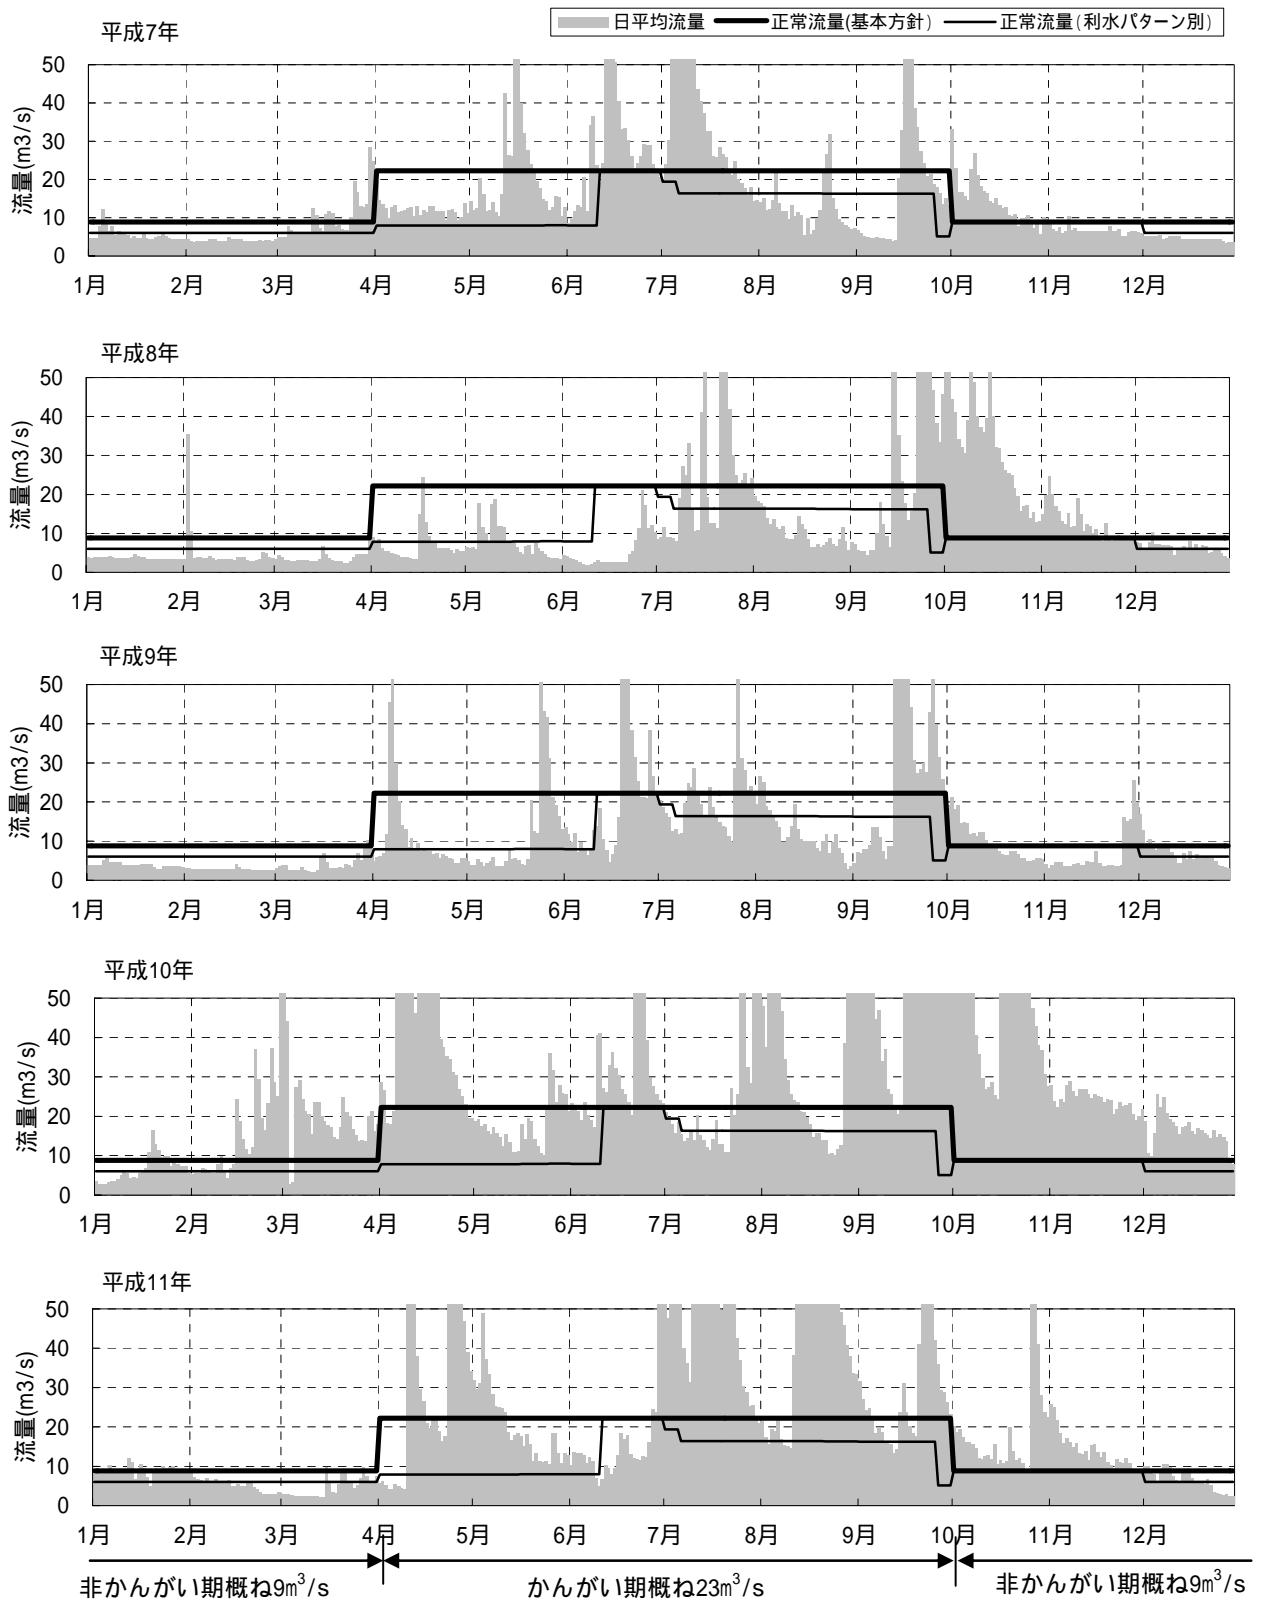 日平均流量 正常流量(基本方針) 正常流量(利水パターン別)
平成7年
流量(m3/s)
50
40
30
20
10
0
1月 2月 3月 4月 5月 6月 7月 8月 9月 10月 11月 12月
平成8年
流量(m3/s)
50
40
30
20
10
0
1月 2月 3月 4月 5月 6月 7月 8月 9月 10月 11月 12月
平成9年
流量(m3/s)
50
40
30
20
10
0
1月 2月 3月 4月 5月 6月 7月 8月 9月 10月 11月 12月
平成10年
流量(m3/s)
50
40
30
20
10
0
1月 2月 3月 4月 5月 6月 7月 8月 9月 10月 11月 12月
平成11年
流量(m3/s)
50
40
30
20
10
0
1月 2月 3月 4月 5月 6月 7月 8月 9月 10月 11月 12月
非かんがい期概ね9m³/s かんがい期概ね23m³/s 非かんがい期概ね9m³/s